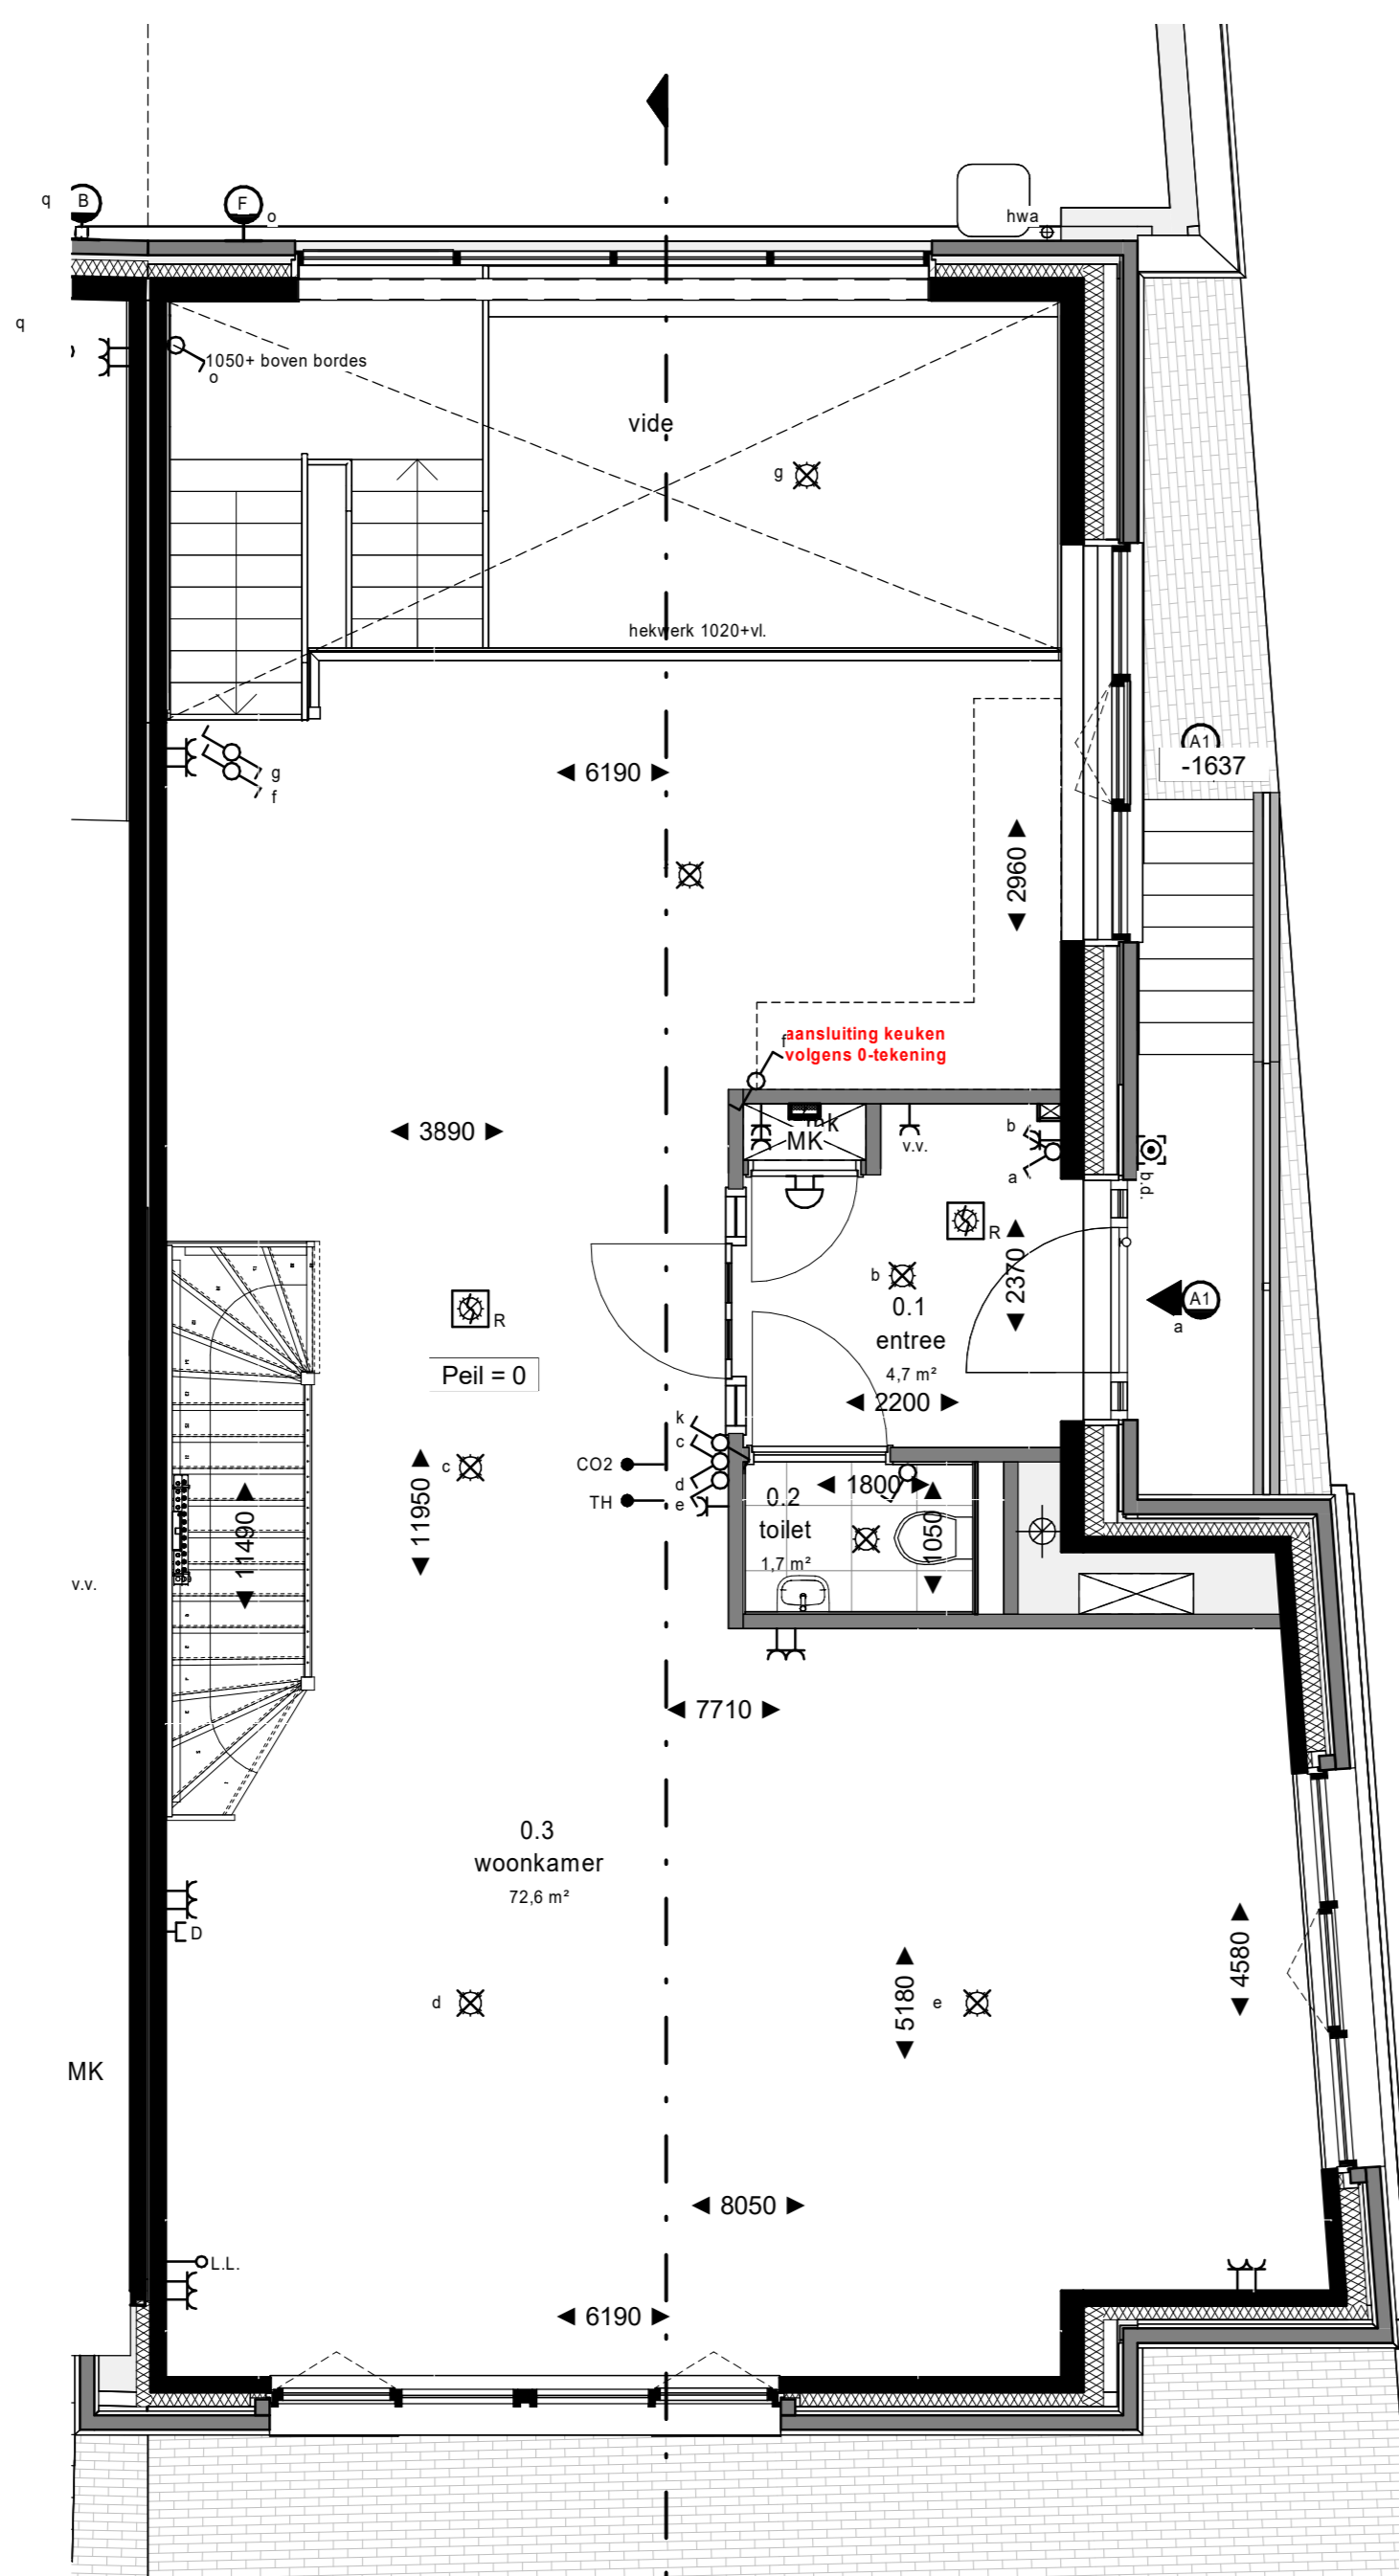 q
B
F
o
hwa
q
1050+ boven bordes
o
vide
g
hekwerk 1020+vl.
A1
-1637
g
f
6190
2960
aansluiting keuken
f
volgens 0-tekening
3890
mk
MK
v.v.
b
a
b.d.
R
2370
b
0.1
entree
4,7 m²
2200
A1
a
R
Peil = 0
k
c
d
e
CO2
TH
c
11950
11490
1800
0.2
toilet
1,7 m²
1050
v.v.
7710
0.3
woonkamer
72,6 m²
D
4580
5180
d
e
MK
8050
L.L.
6190